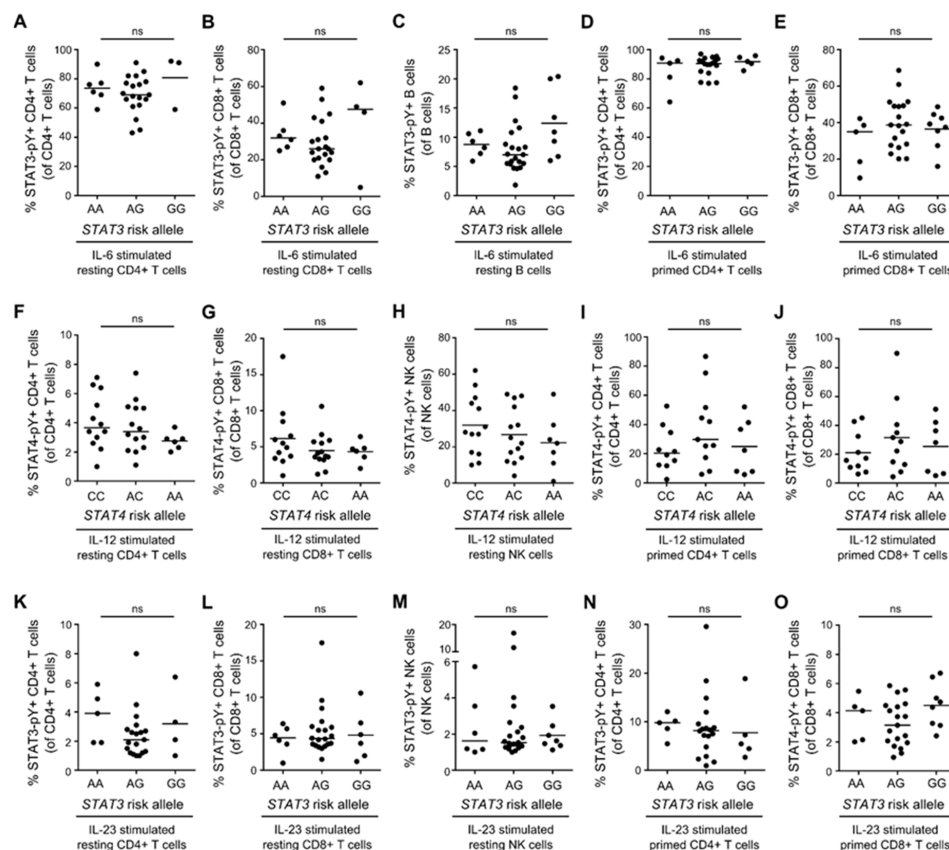 A
ns
% STAT3-pY+ CD4+ T cells
(of CD4+ T cells)
100
80
60
40
20
0
AA AG GG
STAT3 risk allele
IL-6 stimulated
resting CD4+ T cells
B
ns
% STAT3-pY+ CD8+ T cells
(of CD8+ T cells)
80
60
40
20
0
AA AG GG
STAT3 risk allele
IL-6 stimulated
resting CD8+ T cells
C
ns
% STAT3-pY+ B cells
(of B cells)
25
20
15
10
5
0
AA AG GG
STAT3 risk allele
IL-6 stimulated
resting B cells
D
ns
% STAT3-pY+ CD4+ T cells
(of CD4+ T cells)
100
80
60
40
20
0
AA AG GG
STAT3 risk allele
IL-6 stimulated
primed CD4+ T cells
E
ns
% STAT3-pY+ CD8+ T cells
(of CD8+ T cells)
80
60
40
20
0
AA AG GG
STAT3 risk allele
IL-6 stimulated
primed CD8+ T cells
F
ns
% STAT4-pY+ CD4+ T cells
(of CD4+ T cells)
10
8
6
4
2
0
CC AC AA
STAT4 risk allele
IL-12 stimulated
resting CD4+ T cells
G
ns
% STAT4-pY+ CD8+ T cells
(of CD8+ T cells)
20
15
10
5
0
CC AC AA
STAT4 risk allele
IL-12 stimulated
resting CD8+ T cells
H
ns
% STAT4-pY+ NK cells
(of NK cells)
80
60
40
20
0
CC AC AA
STAT4 risk allele
IL-12 stimulated
resting NK cells
I
ns
% STAT4-pY+ CD4+ T cells
(of CD4+ T cells)
100
80
60
40
20
0
CC AC AA
STAT4 risk allele
IL-12 stimulated
primed CD4+ T cells
J
ns
% STAT4-pY+ CD8+ T cells
(of CD8+ T cells)
100
80
60
40
20
0
CC AC AA
STAT4 risk allele
IL-12 stimulated
primed CD8+ T cells
K
ns
% STAT3-pY+ CD4+ T cells
(of CD4+ T cells)
10
8
6
4
2
0
AA AG GG
STAT3 risk allele
IL-23 stimulated
resting CD4+ T cells
L
ns
% STAT3-pY+ CD8+ T cells
(of CD8+ T cells)
20
15
10
5
0
AA AG GG
STAT3 risk allele
IL-23 stimulated
resting CD8+ T cells
M
ns
% STAT3-pY+ NK cells
(of NK cells)
20
10
6
4
2
0
AA AG GG
STAT3 risk allele
IL-23 stimulated
resting NK cells
N
ns
% STAT3-pY+ CD4+ T cells
(of CD4+ T cells)
30
20
10
0
AA AG GG
STAT3 risk allele
IL-23 stimulated
primed CD4+ T cells
O
ns
% STAT4-pY+ CD8+ T cells
(of CD8+ T cells)
10
8
6
4
2
0
AA AG GG
STAT3 risk allele
IL-23 stimulated
primed CD8+ T cells